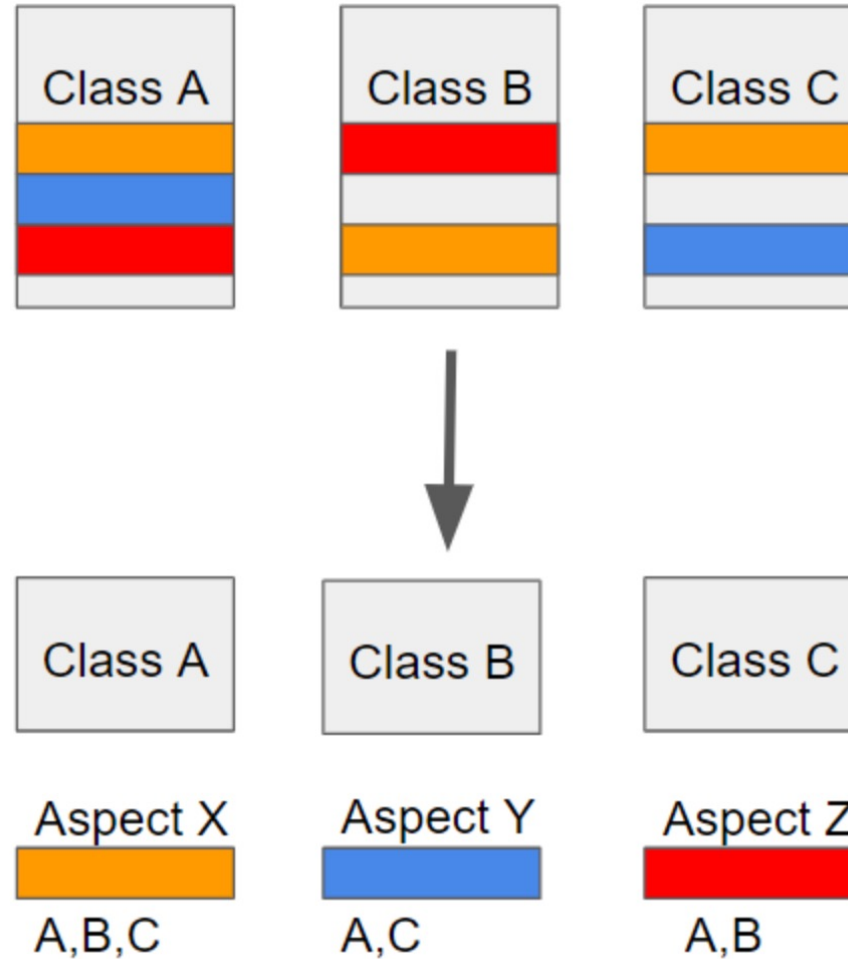 Class A
Class B
Class C
Class A
Class B
Class C
Aspect X
Aspect Y
Aspect Z
A,B,C
A,C
A,B